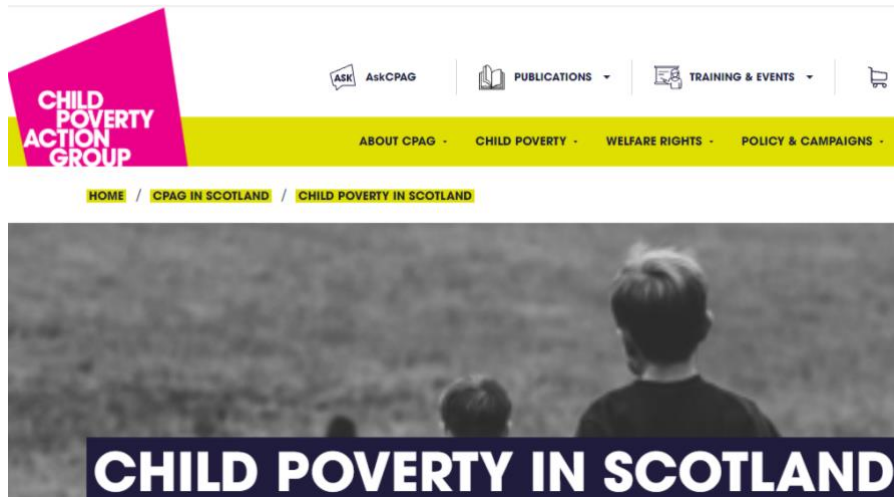 CHILD
POVERTY
ACTION
GROUP
ASK AskCPAG PUBLICATIONS TRAINING & EVENTS
ABOUT CPAG CHILD POVERTY WELFARE RIGHTS POLICY & CAMPAIGNS
HOME / CPAG IN SCOTLAND / CHILD POVERTY IN SCOTLAND
CHILD POVERTY IN SCOTLAND